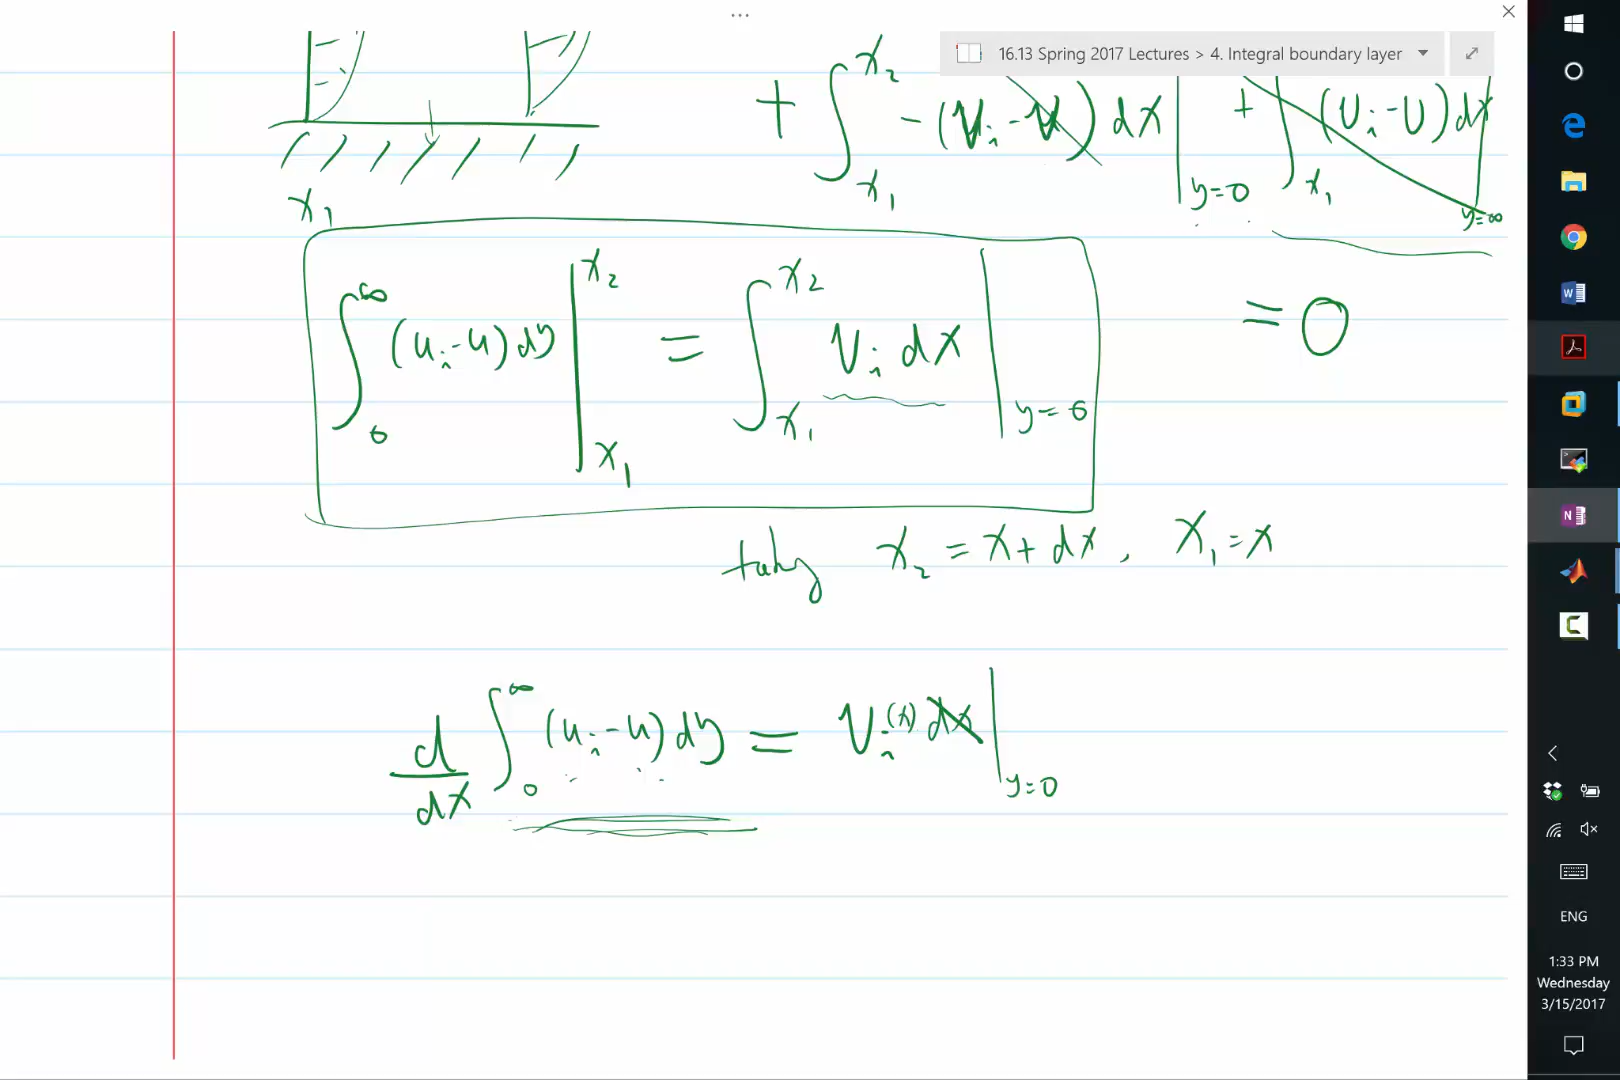 16.13 Spring 2017 Lectures > 4. Integral boundary layer
+ ∫_{x₁}^{x₂} -(V_i - V) dx |_{y=0} + ∫_{x₁} (V_i - V) dx |_{y=∞}
x₁
∫_0^∞ (u_i - u) dy |_{x₁}^{x₂} = ∫_{x₁}^{x₂} V_i dx |_{y=0} = 0
x₂ = x + dx, x₁ = x
d/dx ∫_0^∞ (u_i - u) dy = V_i (x) dx |_{y=0}
ENG
1:33 PM
Wednesday
3/15/2017